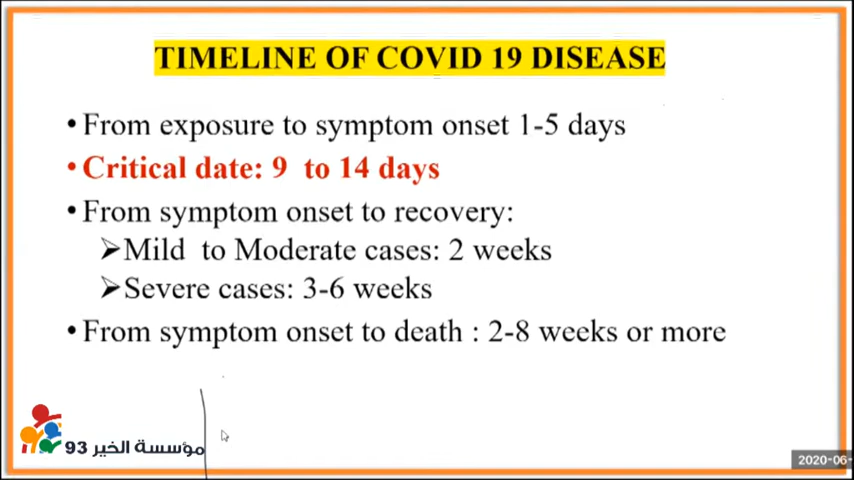 TIMELINE OF COVID 19 DISEASE
• From exposure to symptom onset 1-5 days
• Critical date: 9 to 14 days
• From symptom onset to recovery:
➢Mild to Moderate cases: 2 weeks
➢Severe cases: 3-6 weeks
• From symptom onset to death : 2-8 weeks or more
مؤسسة الخير 93
2020-06-